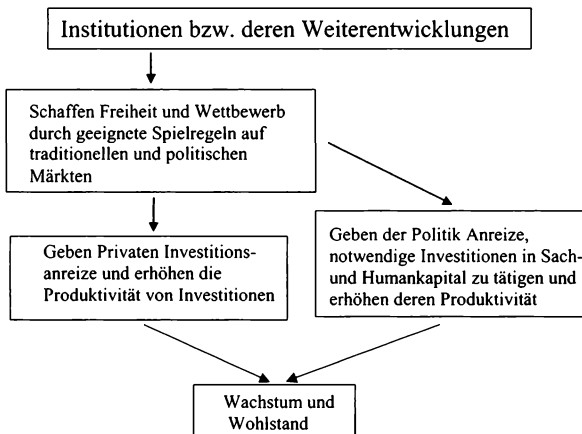 Institutionen bzw. deren Weiterentwicklungen
Schaffen Freiheit und Wettbewerb
durch geeignete Spielregeln auf
traditionellen und politischen
Märkten
Geben Privaten Investitions-
anreize und erhöhen die
Produktivität von Investitionen
Geben der Politik Anreize,
notwendige Investitionen in Sach-
und Humankapital zu tätigen und
erhöhen deren Produktivität
Wachstum und
Wohlstand